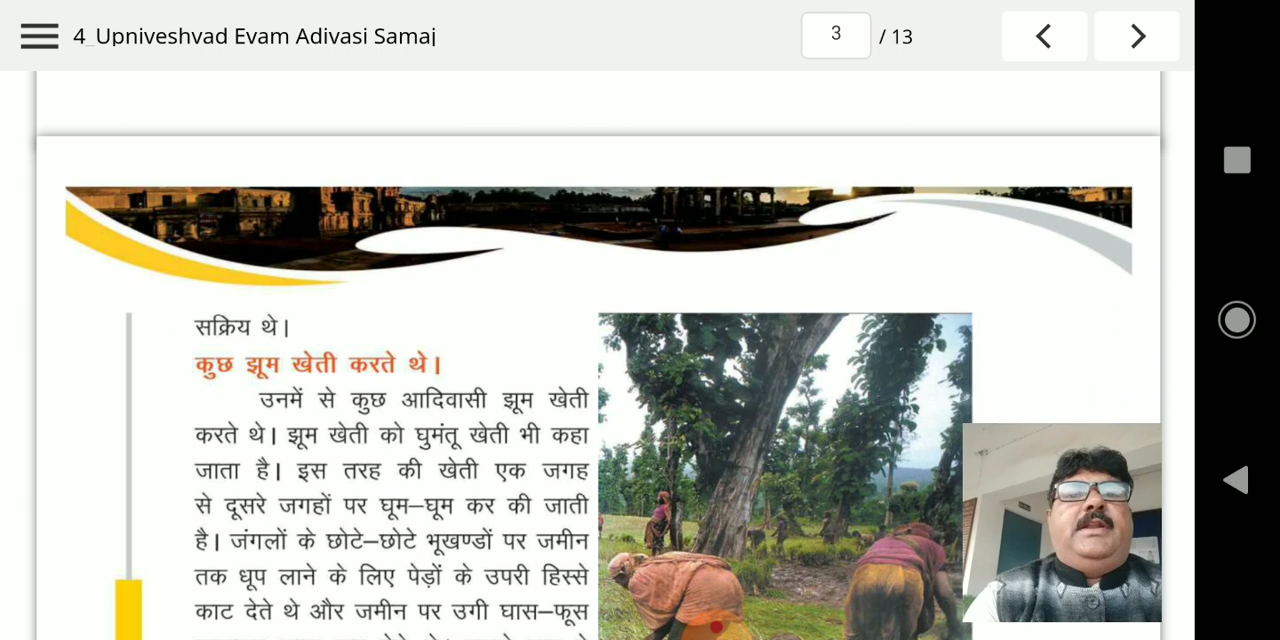 4_Upniveshvad Evam Adivasi Samaj
3 / 13
सक्रिय थे।
कुछ झूम खेती करते थे।
उनमें से कुछ आदिवासी झूम खेती
करते थे। झूम खेती को घुमंतू खेती भी कहा
जाता है। इस तरह की खेती एक जगह
से दूसरे जगहों पर घूम–घूम कर की जाती
है। जंगलों के छोटे–छोटे भूखण्डों पर जमीन
तक धूप लाने के लिए पेड़ों के उपरी हिस्से
काट देते थे और जमीन पर उगी घास–फूस